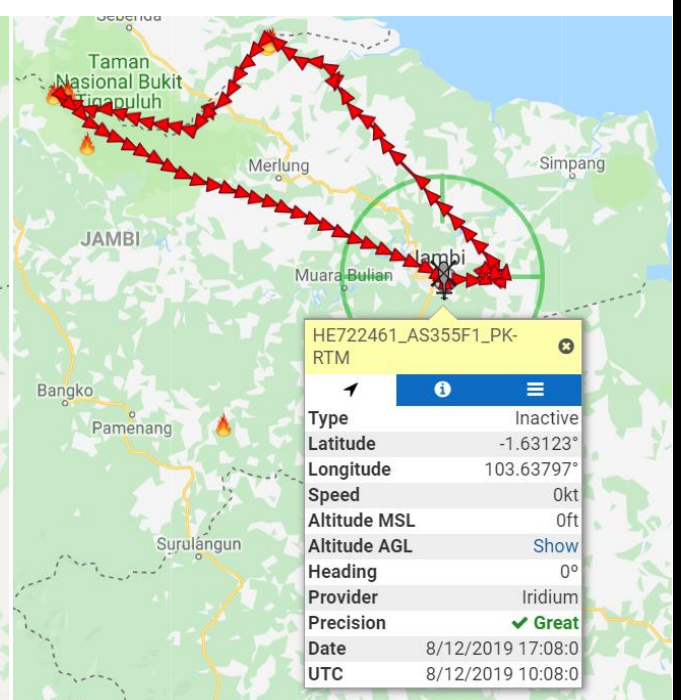 Seberida
Taman
Nasional Bukit
Tigapuluh
Merlung
Simpang
JAMBI
Jambi
Muara Bulian
HE722461_AS355F1_PK-
RTM
Bangko
Pamenang
Type Inactive
Latitude -1.63123°
Longitude 103.63797°
Speed 0kt
Altitude MSL 0ft
Surulangun
Altitude AGL Show
Heading 0°
Provider Iridium
Precision ✔ Great
Date 8/12/2019 17:08:0
UTC 8/12/2019 10:08:0